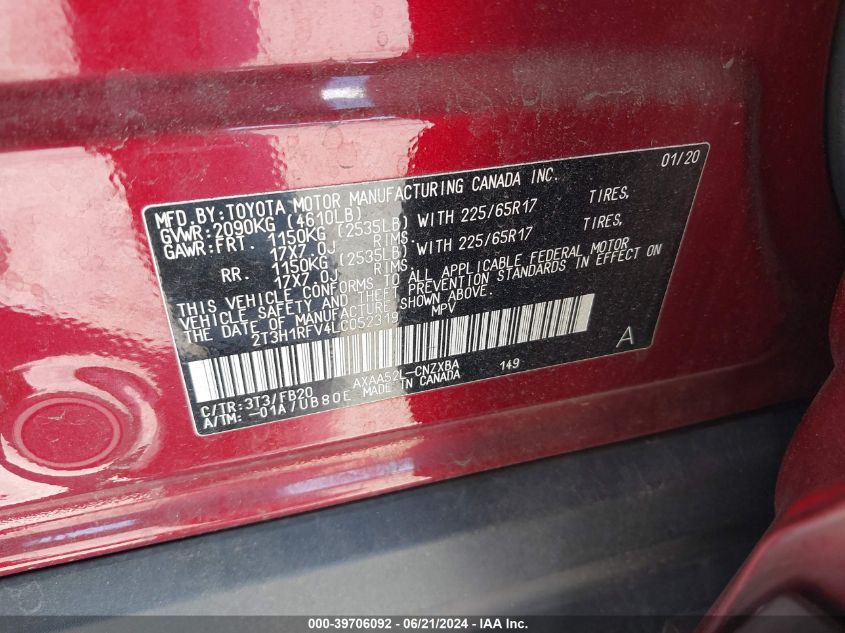 01/20
MFD.BY:TOYOTA MOTOR MANUFACTURING CANADA INC.
GVWR:2090KG (4610LB)
GAWR:FRT. 1150KG (2535LB) WITH 225/65R17 TIRES,
17X7.0J RIMS.
RR. 1150KG (2535LB) WITH 225/65R17 TIRES,
17X7.0J RIMS.
THIS VEHICLE CONFORMS TO ALL APPLICABLE FEDERAL MOTOR
VEHICLE SAFETY AND THEFT PREVENTION STANDARDS IN EFFECT ON
THE DATE OF MANUFACTURE SHOWN ABOVE.
2T3H1RFV4LC052319 MPV
A
C/TR:3T3/FB20 AXAA52L-CNZXBA 149
A/TM:-01A/UB80E MADE IN CANADA
000-39706092 - 06/21/2024 - IAA Inc.